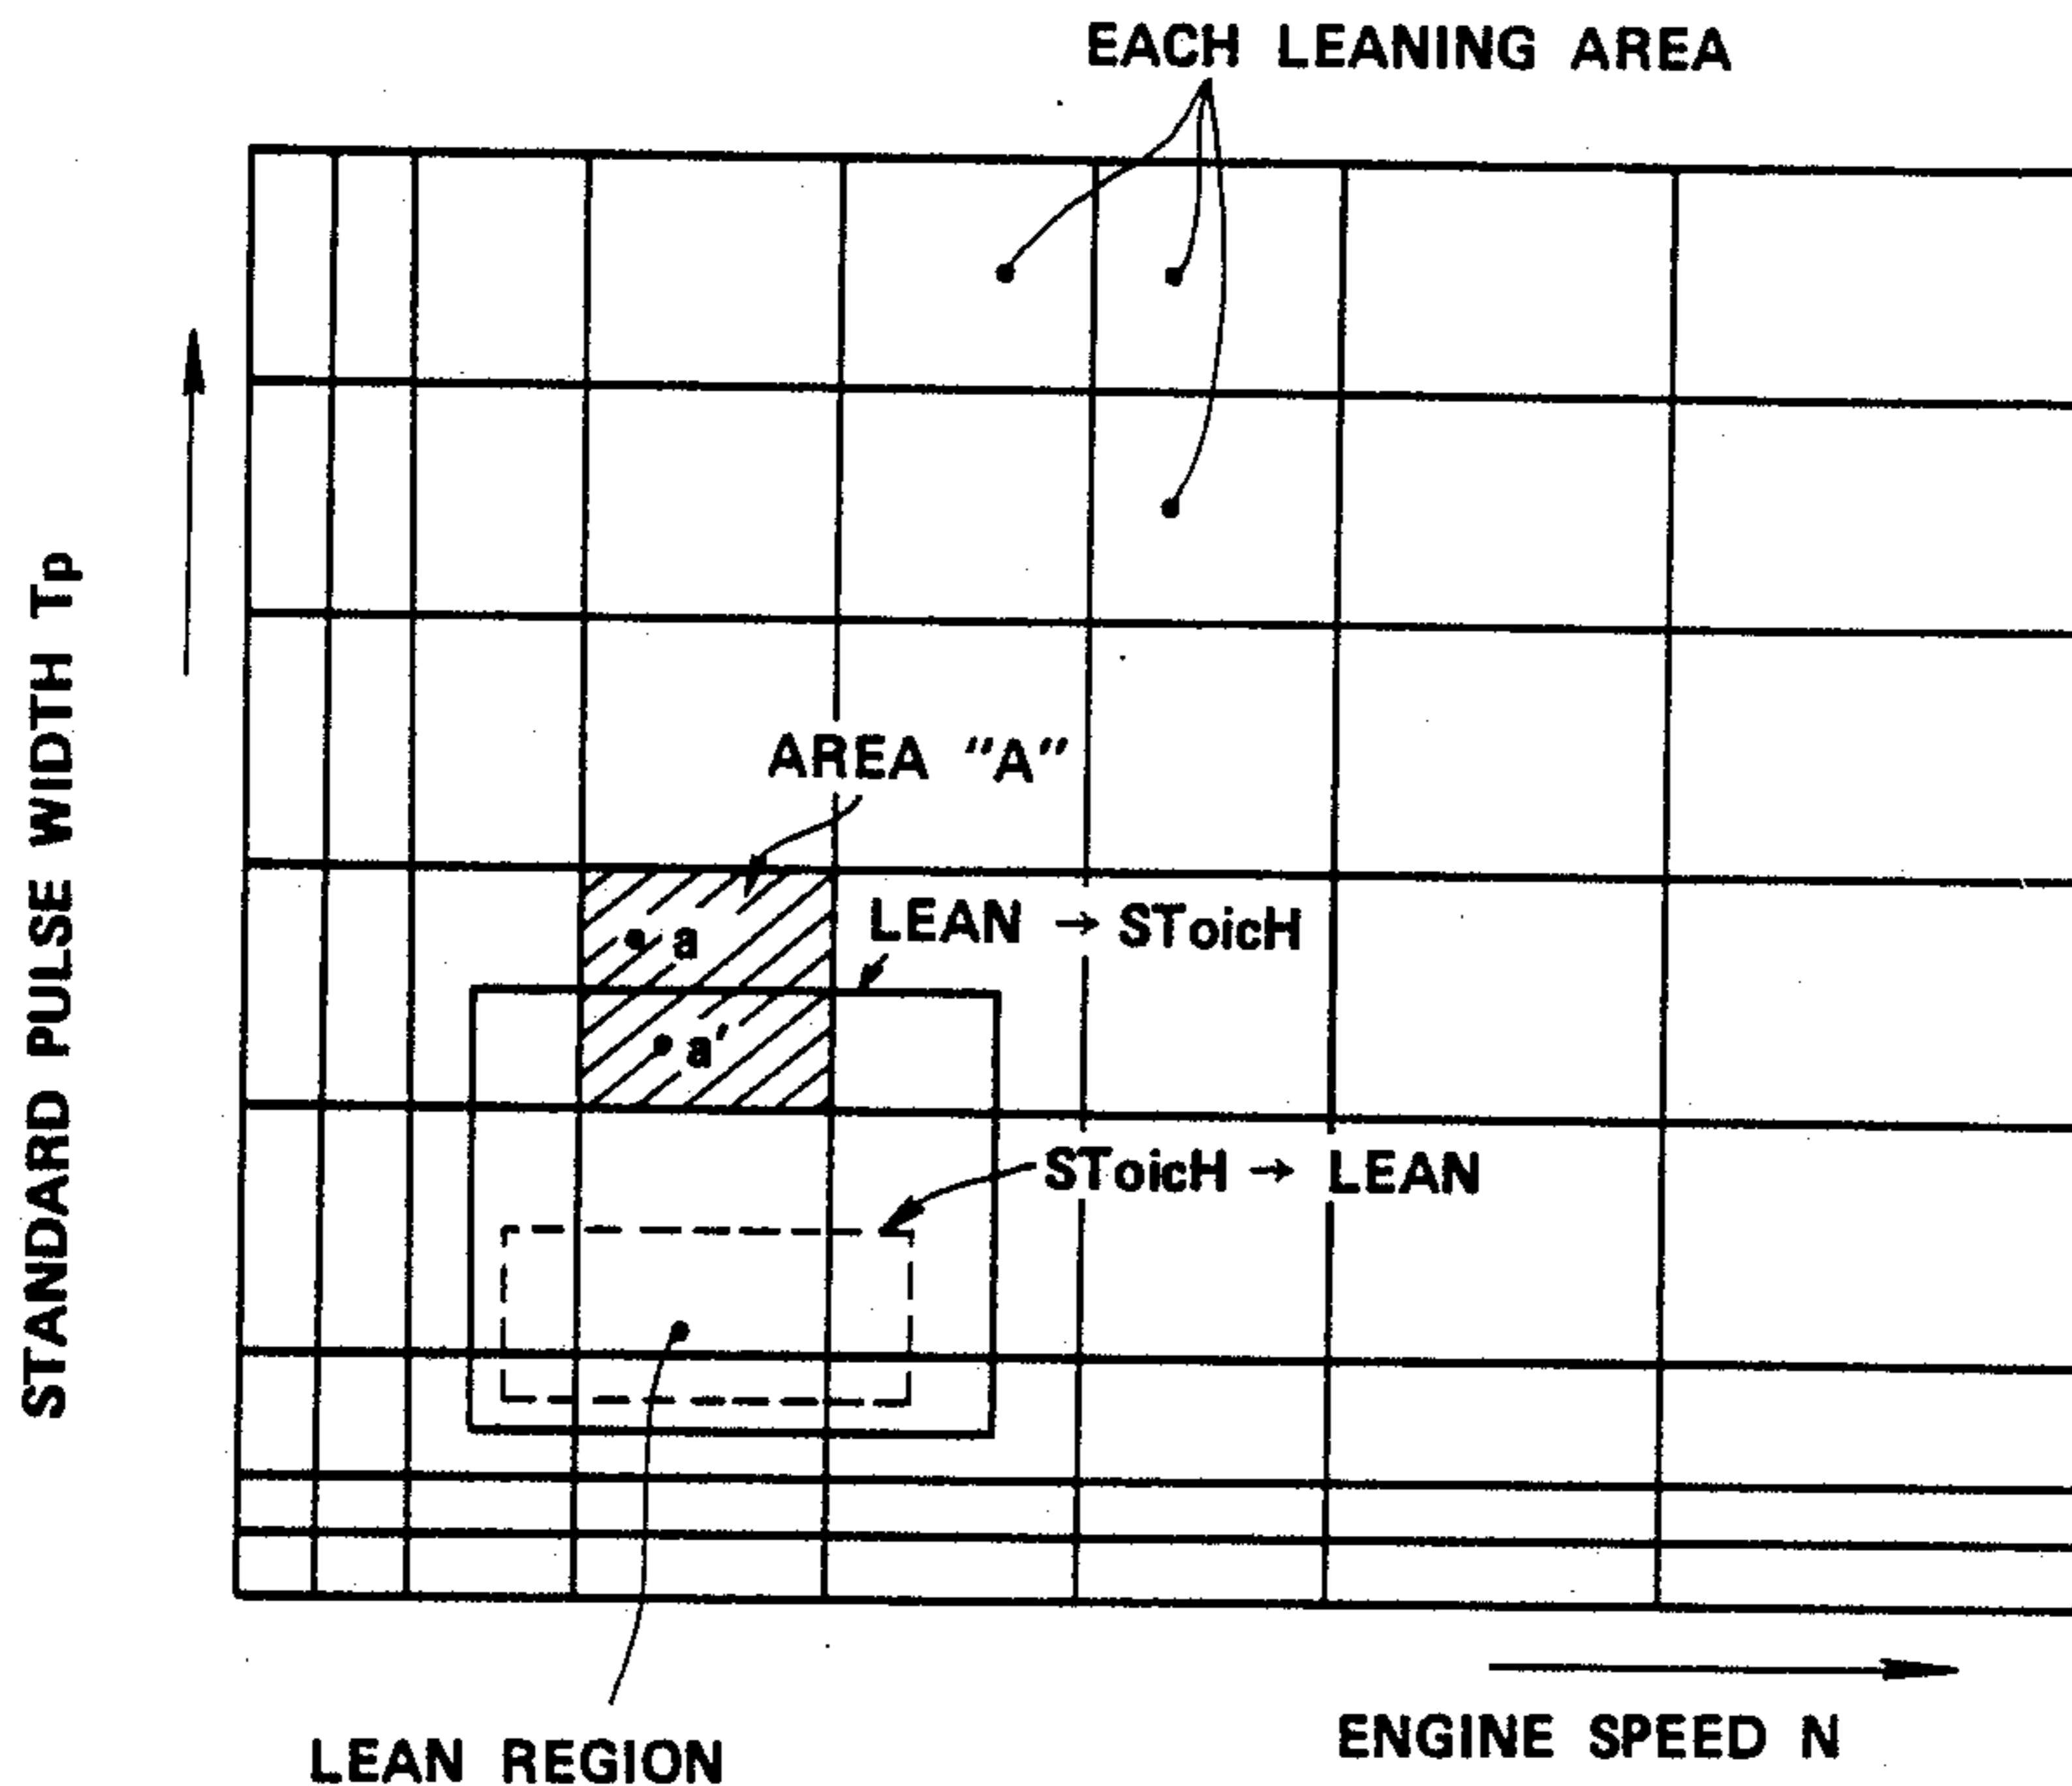 EACH LEANING AREA
STANDARD PULSE WIDTH Tp
AREA "A"
a
LEAN → SToicH
a'
SToicH → LEAN
ENGINE SPEED N
LEAN REGION